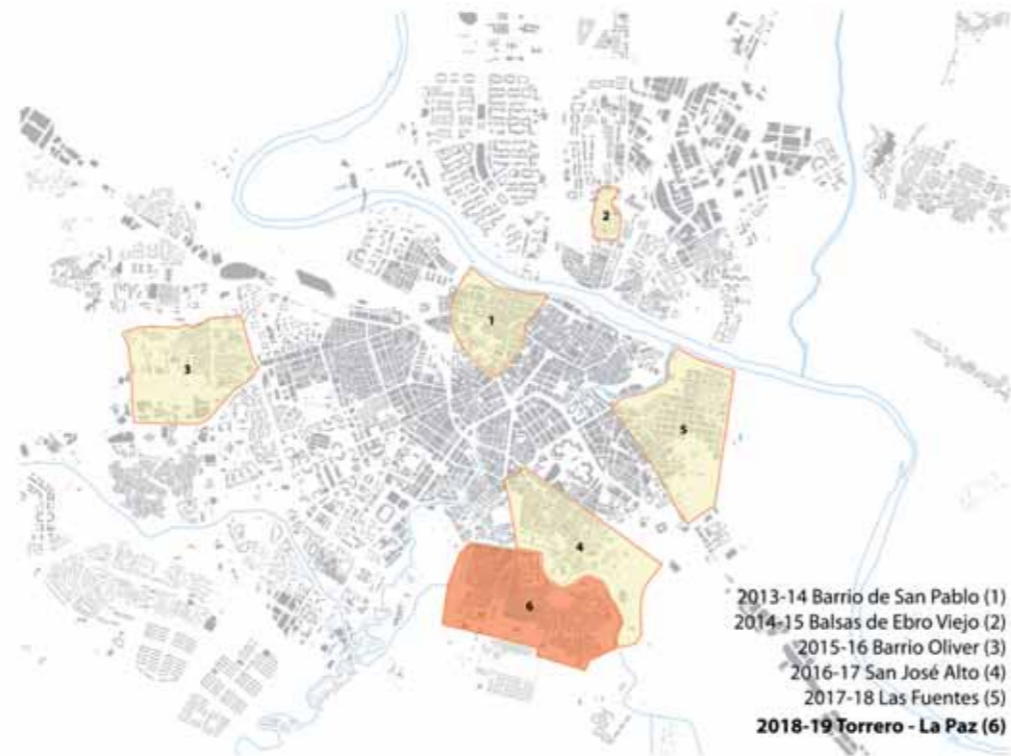 2
1
3
5
4
6
2013-14 Barrio de San Pablo (1)
2014-15 Balsas de Ebro Viejo (2)
2015-16 Barrio Oliver (3)
2016-17 San José Alto (4)
2017-18 Las Fuentes (5)
2018-19 Torrero - La Paz (6)